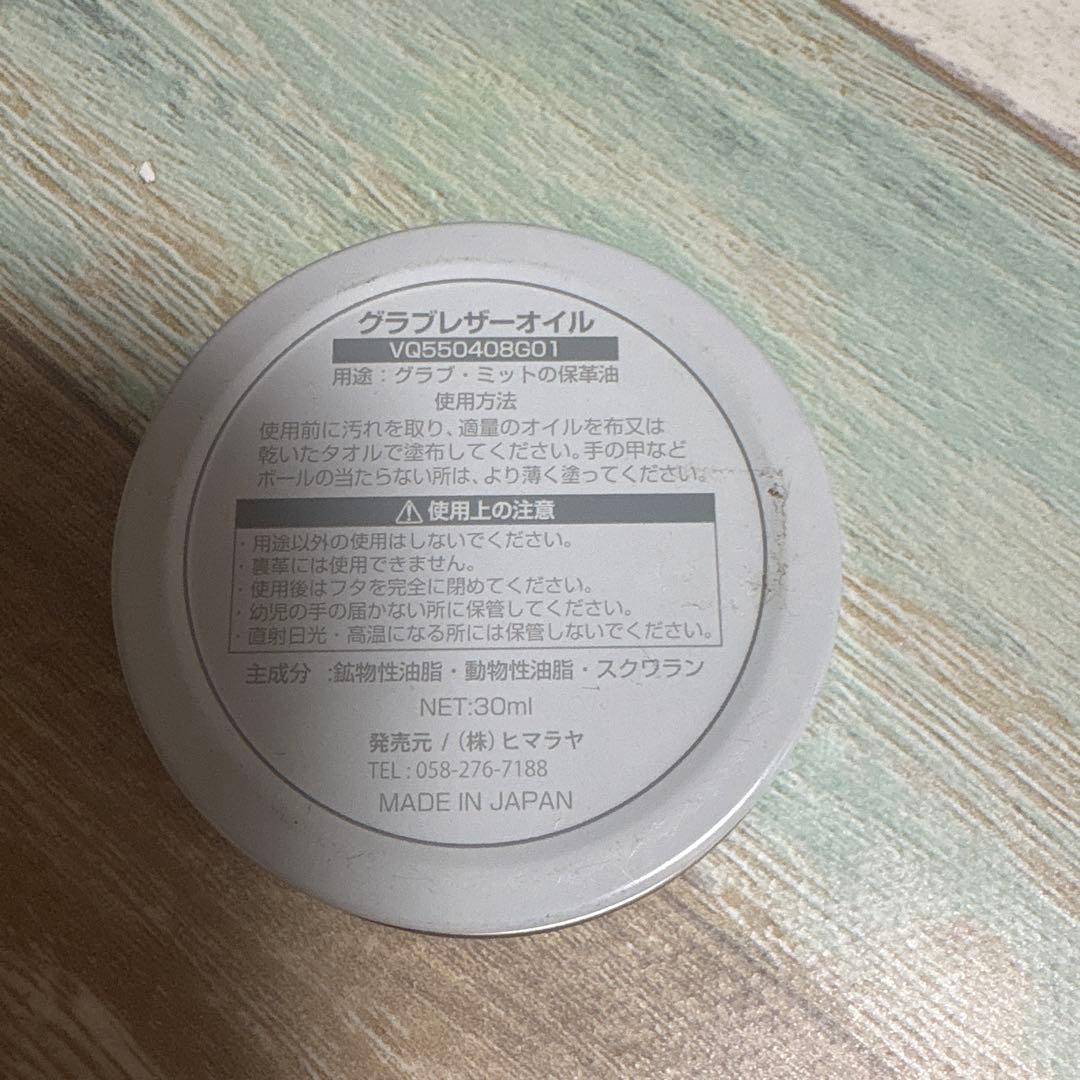 グラブレザーオイル
VQ550408G01
用途：グラブ・ミットの保革油
使用方法
使用前に汚れを取り、適量のオイルを布又は
乾いたタオルで塗布してください。手の甲など
ボールの当たらない所は、より薄く塗ってください。
使用上の注意
・用途以外の使用はしないでください。
・裏革には使用できません。
・使用後はフタを完全に閉めてください。
・幼児の手の届かない所に保管してください。
・直射日光・高温になる所には保管しないでください。
主成分 :鉱物性油脂・動物性油脂・スクワラン
NET:30ml
発売元 /（株）ヒマラヤ
TEL : 058-276-7188
MADE IN JAPAN